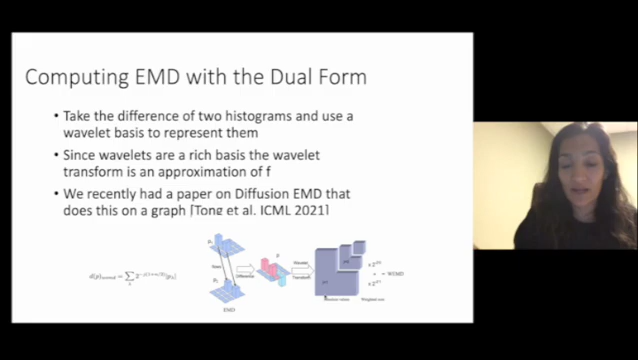 Computing EMD with the Dual Form
• Take the difference of two histograms and use a
wavelet basis to represent them
• Since wavelets are a rich basis the wavelet
transform is an approximation of f
• We recently had a paper on Diffusion EMD that
does this on a graph [Tong et al. ICML 2021]
Difference
EMD
= WEMD